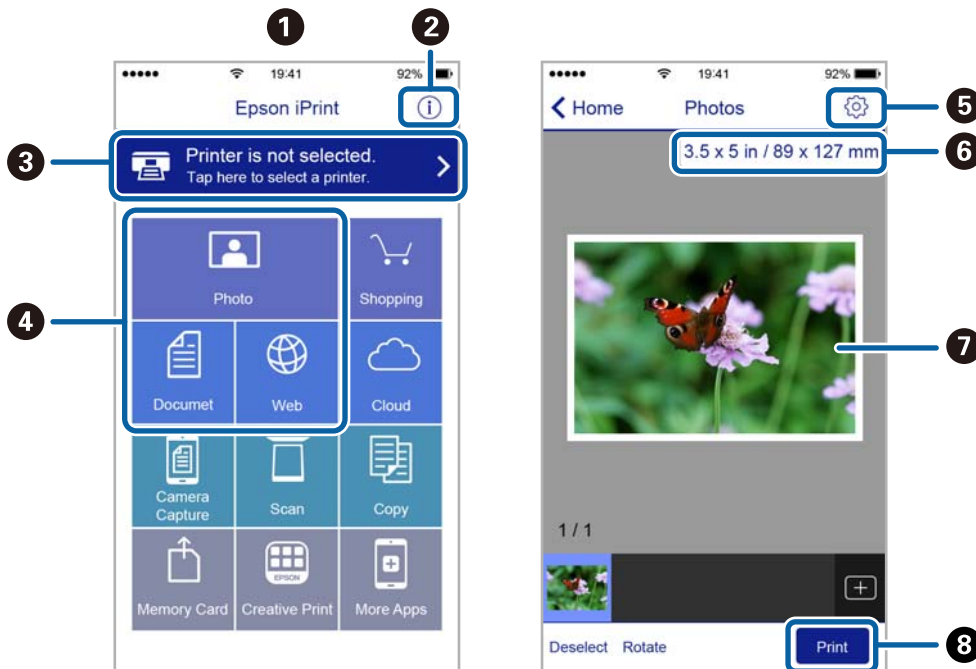 1
2
19:41
92%
Epson iPrint
3
Printer is not selected.
Tap here to select a printer.
4
Photo
Shopping
Documet
Web
Cloud
Camera
Capture
Scan
Copy
EPSON
Memory Card
Creative Print
More Apps
19:41
92%
Home
Photos
5
3.5 x 5 in / 89 x 127 mm
6
7
1 / 1
Deselect
Rotate
Print
8